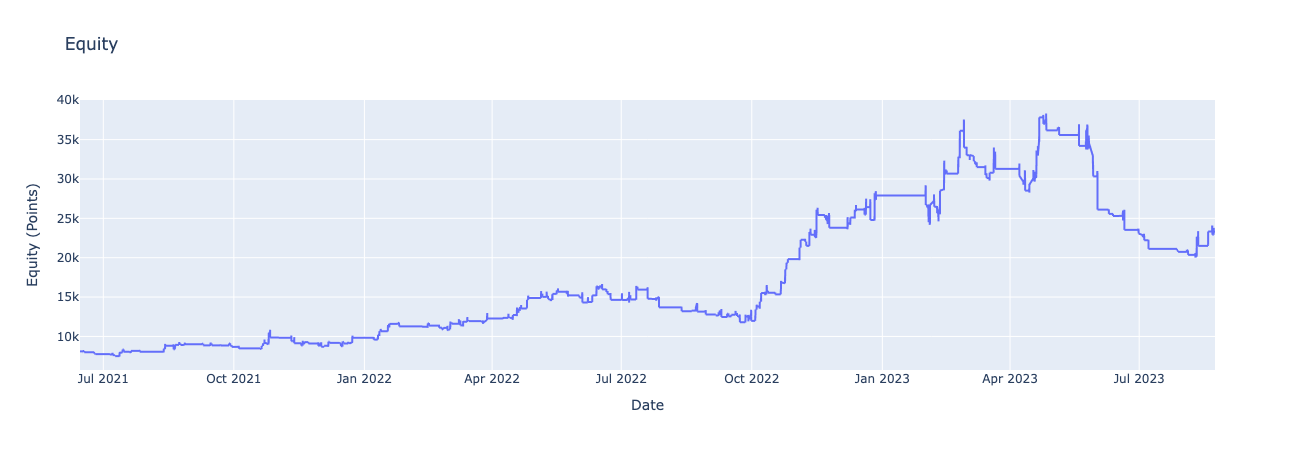 Equity
40k
35k
30k
25k
20k
15k
10k
Equity (Points)
Jul 2021 Oct 2021 Jan 2022 Apr 2022 Jul 2022 Oct 2022 Jan 2023 Apr 2023 Jul 2023
Date